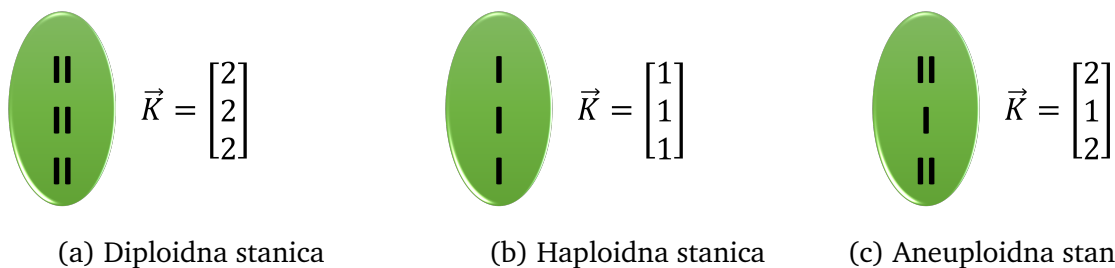 K⃗ = [2 2 2]
K⃗ = [1 1 1]
K⃗ = [2 1 2]
(a) Diploidna stanica
(b) Haploidna stanica
(c) Aneuploidna stan